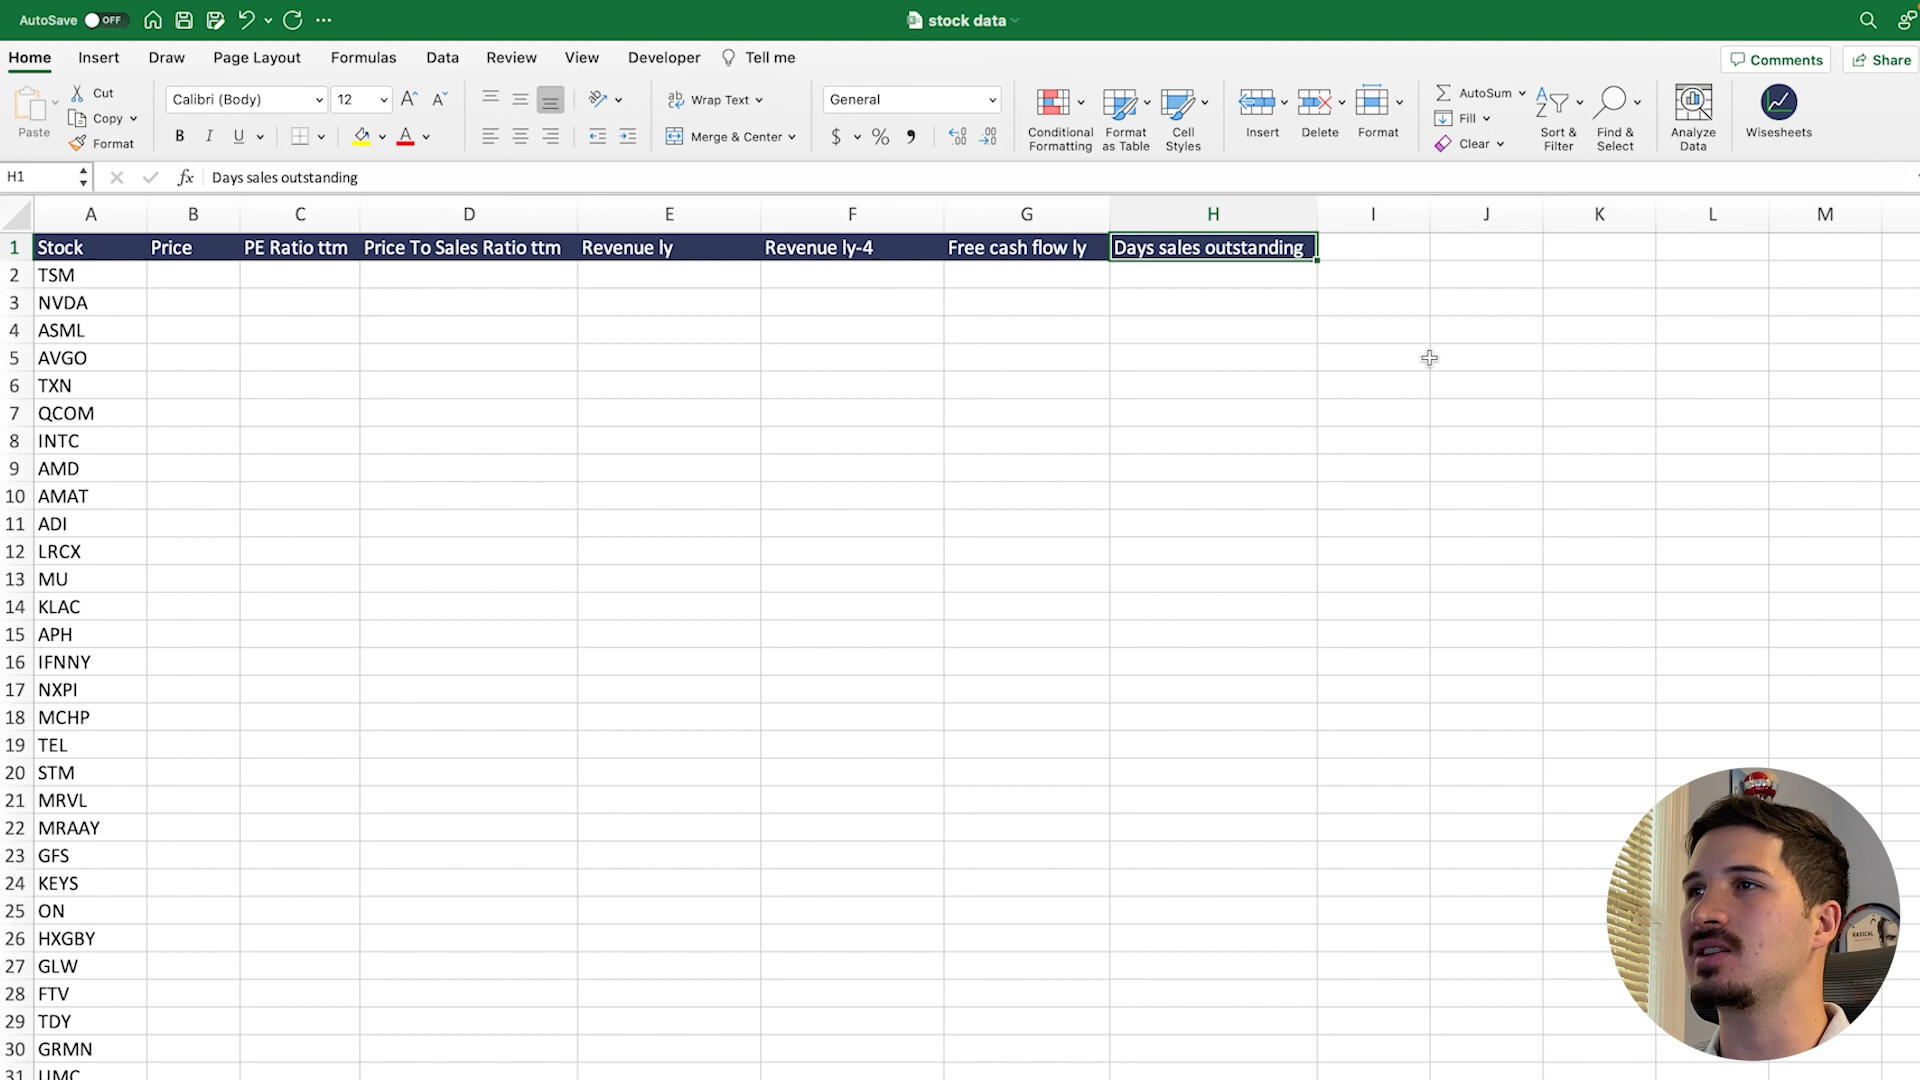 AutoSave OFF stock data
Home Insert Draw Page Layout Formulas Data Review View Developer Tell me Comments Share
Paste Cut Copy Format
Calibri (Body) 12 A^ A˅
B I U A
ab Wrap Text
Merge & Center
General
$ % 9
Conditional Formatting
Format as Table
Cell Styles
Insert Delete Format
AutoSum
Fill
Clear
Sort & Filter
Find & Select
Analyze Data
Wisesheets
H1 fx Days sales outstanding
A B C D E F G H I J K L M
1 Stock Price PE Ratio ttm Price To Sales Ratio ttm Revenue ly Revenue ly-4 Free cash flow ly Days sales outstanding
2 TSM
3 NVDA
4 ASML
5 AVGO
6 TXN
7 QCOM
8 INTC
9 AMD
10 AMAT
11 ADI
12 LRCX
13 MU
14 KLAC
15 APH
16 IFNNY
17 NXPI
18 MCHP
19 TEL
20 STM
21 MRVL
22 MRAAY
23 GFS
24 KEYS
25 ON
26 HXGBY
27 GLW
28 FTV
29 TDY
30 GRMN
31 UMC
RADICAL